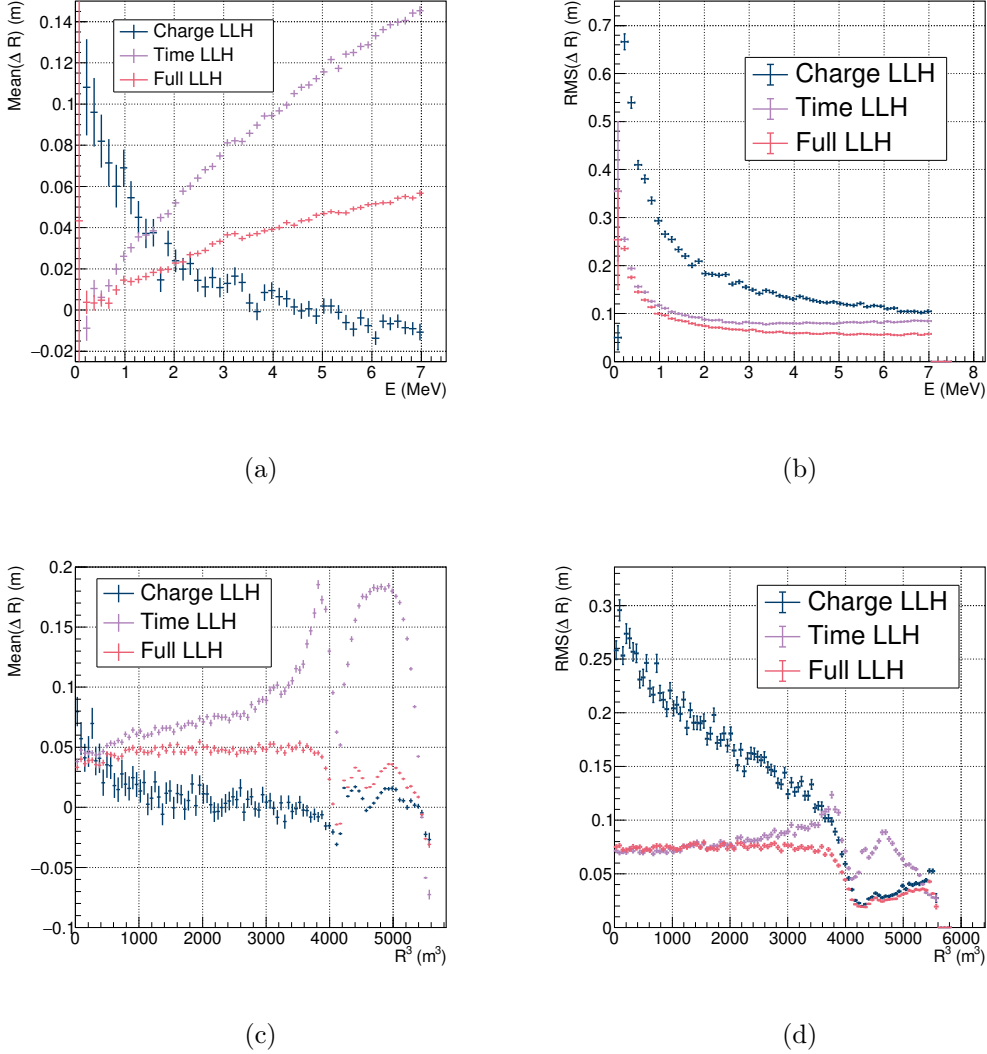 Mean(Δ R) (m)
0.14
0.12
0.1
0.08
0.06
0.04
0.02
0
−0.02
Charge LLH
Time LLH
Full LLH
0 1 2 3 4 5 6 7
E (MeV)
(a)
RMS(Δ R) (m)
0.7
0.6
0.5
0.4
0.3
0.2
0.1
0
Charge LLH
Time LLH
Full LLH
0 1 2 3 4 5 6 7 8
E (MeV)
(b)
Mean(Δ R) (m)
0.2
0.15
0.1
0.05
0
−0.05
−0.1
Charge LLH
Time LLH
Full LLH
0 1000 2000 3000 4000 5000
R³ (m³)
(c)
RMS(Δ R) (m)
0.3
0.25
0.2
0.15
0.1
0.05
0
Charge LLH
Time LLH
Full LLH
0 1000 2000 3000 4000 5000 6000
R³ (m³)
(d)